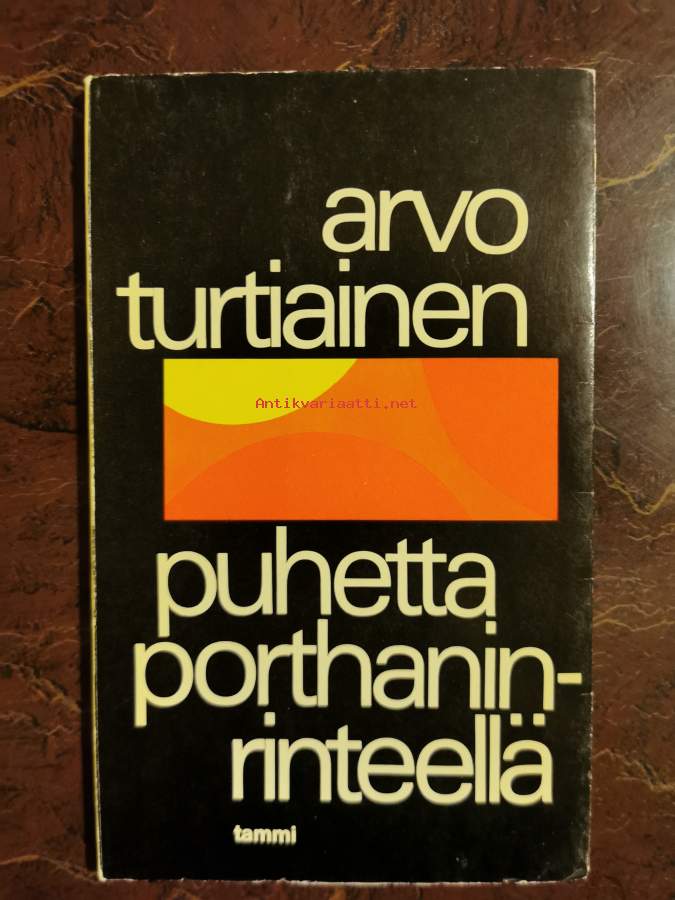 arvo
turtiainen
Antikvariaatti.net
puhetta
porthanin-
rinteellä
tammi